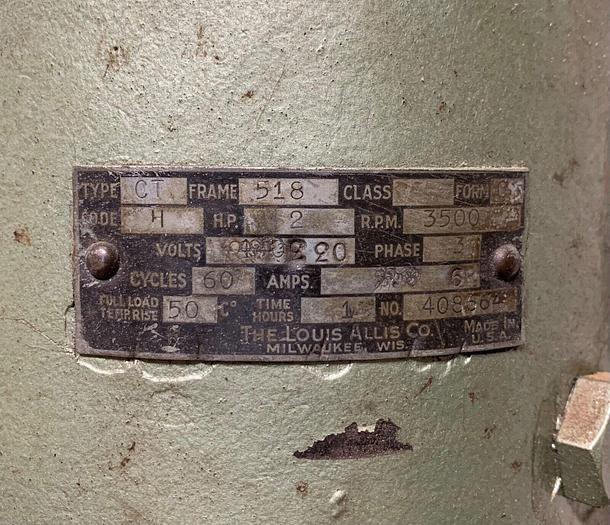 TYPE CT FRAME 518 CLASS FORM
CODE H H.P. 2 R.P.M. 3500
VOLTS 220 PHASE 3
CYCLES 60 AMPS. 6
FULL LOAD TEMP.RISE 50 C° TIME HOURS 1 NO.
THE LOUIS ALLIS CO.
MILWAUKEE, WIS.
MADE IN
U.S.A.